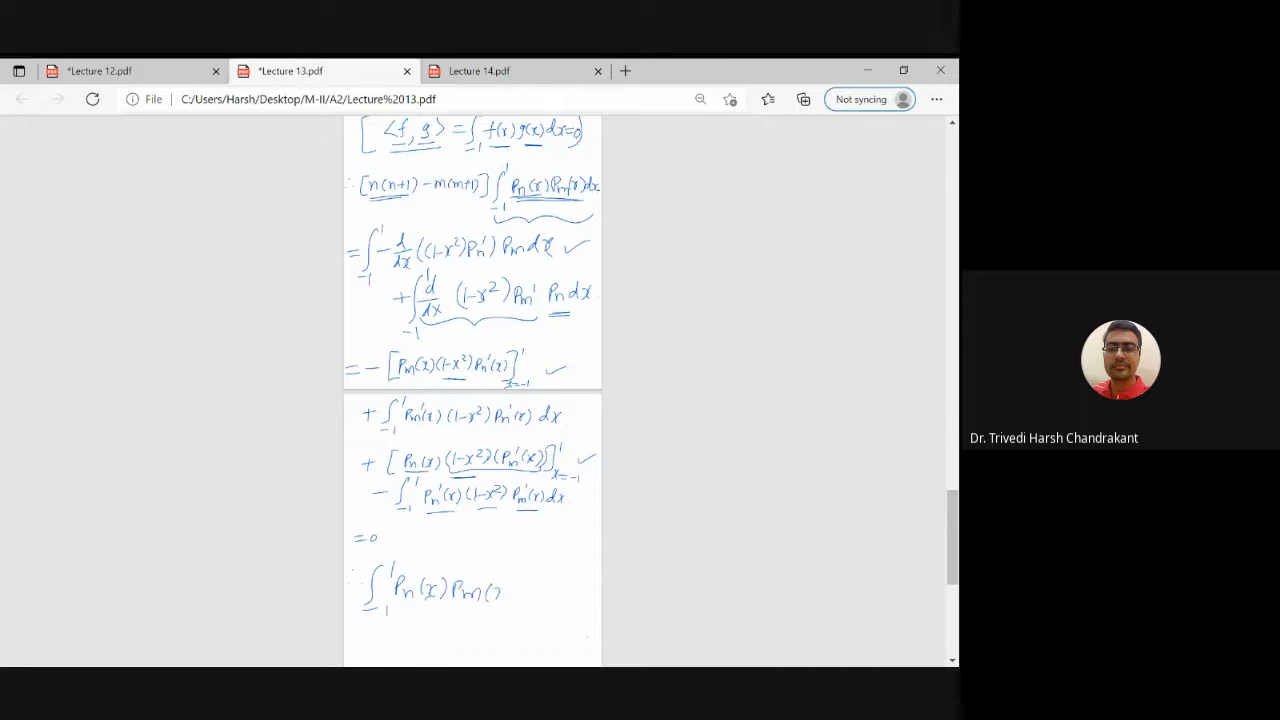 *Lecture 12.pdf
*Lecture 13.pdf
Lecture 14.pdf
File C:/Users/Harsh/Desktop/M-II/A2/Lecture%2013.pdf
Not syncing
[ <f, g> = ∫_{-1}^{1} f(x) g(x) dx = 0 ]
∴ [n(n+1) - m(m+1)] ∫_{-1}^{1} Pn(x) Pm(x) dx
= ∫_{-1}^{1} - d/dx ((1-x²) Pn') Pm dx ✓
+ ∫_{-1}^{1} d/dx (1-x²) Pm' Pn dx
= - [Pm(x) (1-x²) Pn'(x)]_{x=-1}^{1} ✓
+ ∫_{-1}^{1} Pm'(x) (1-x²) Pn'(x) dx
+ [Pn(x) (1-x²) (Pm'(x))]_{x=-1}^{1} ✓
- ∫_{-1}^{1} Pn'(x) (1-x²) Pm'(x) dx
= 0
∴ ∫_{-1}^{1} Pn(x) Pm(
Dr. Trivedi Harsh Chandrakant